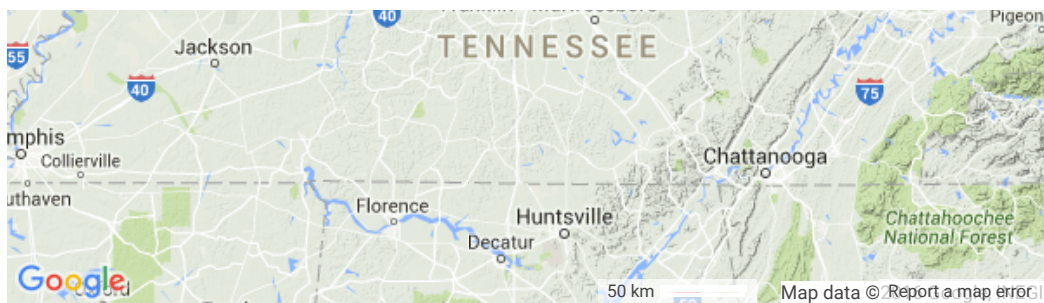 40
Pigeon
55
Jackson
TENNESSEE
40
75
mphis
Collierville
Chattanooga
uthaven
Florence
Huntsville
Chattahoochee
National Forest
Decatur
Google
50 km
Map data ©
Report a map error